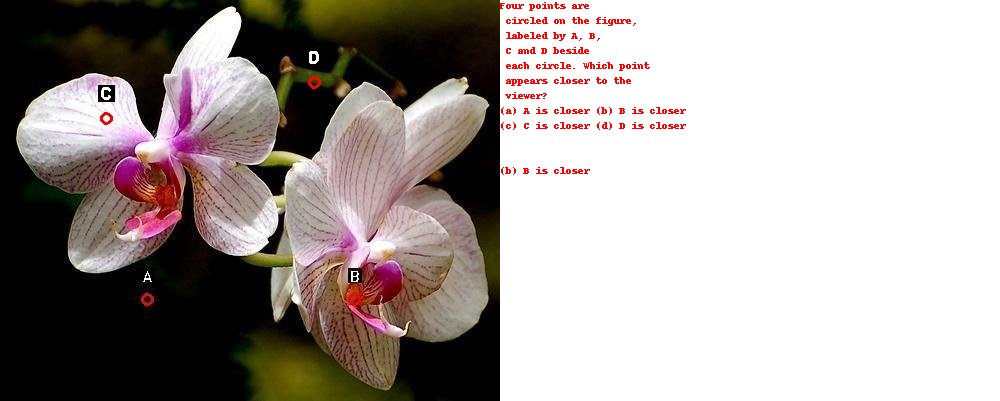 C
D
A
B
Four points are
circled on the figure,
labeled by A, B,
C and D beside
each circle. Which point
appears closer to the
viewer?
(a) A is closer (b) B is closer
(c) C is closer (d) D is closer
(b) B is closer